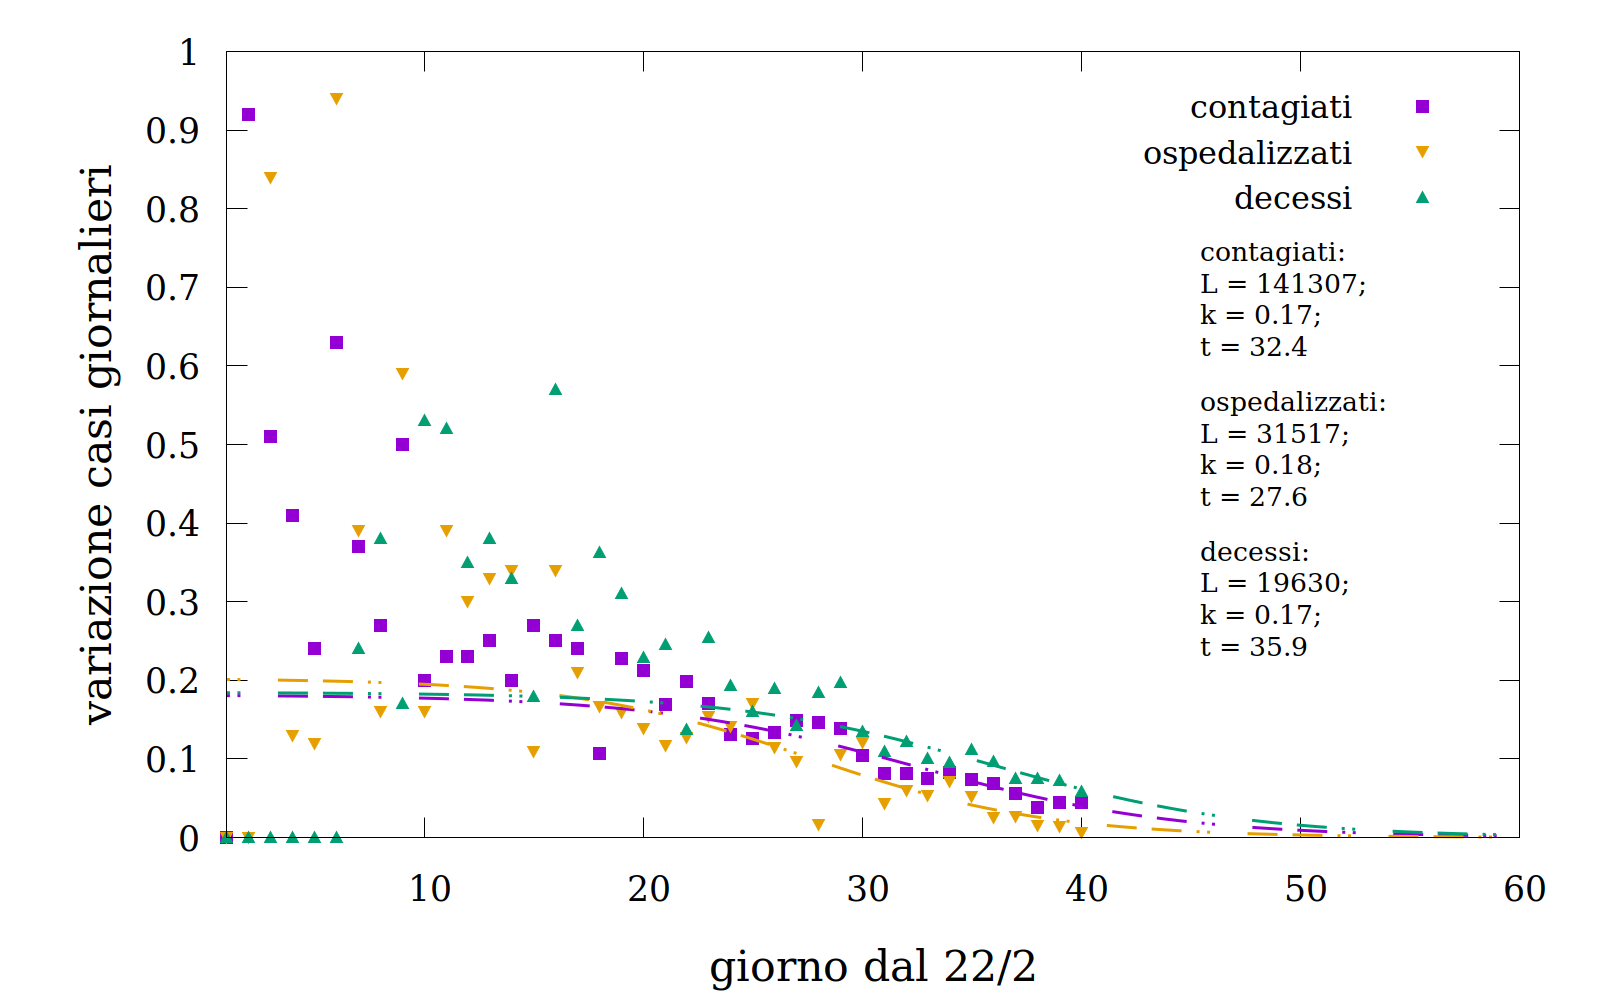 1
0.9
0.8
0.7
0.6
0.5
0.4
0.3
0.2
0.1
0
variazione casi giornalieri
contagiati
ospedalizzati
decessi
contagiati:
L = 141307;
k = 0.17;
t = 32.4
ospedalizzati:
L = 31517;
k = 0.18;
t = 27.6
decessi:
L = 19630;
k = 0.17;
t = 35.9
10 20 30 40 50 60
giorno dal 22/2